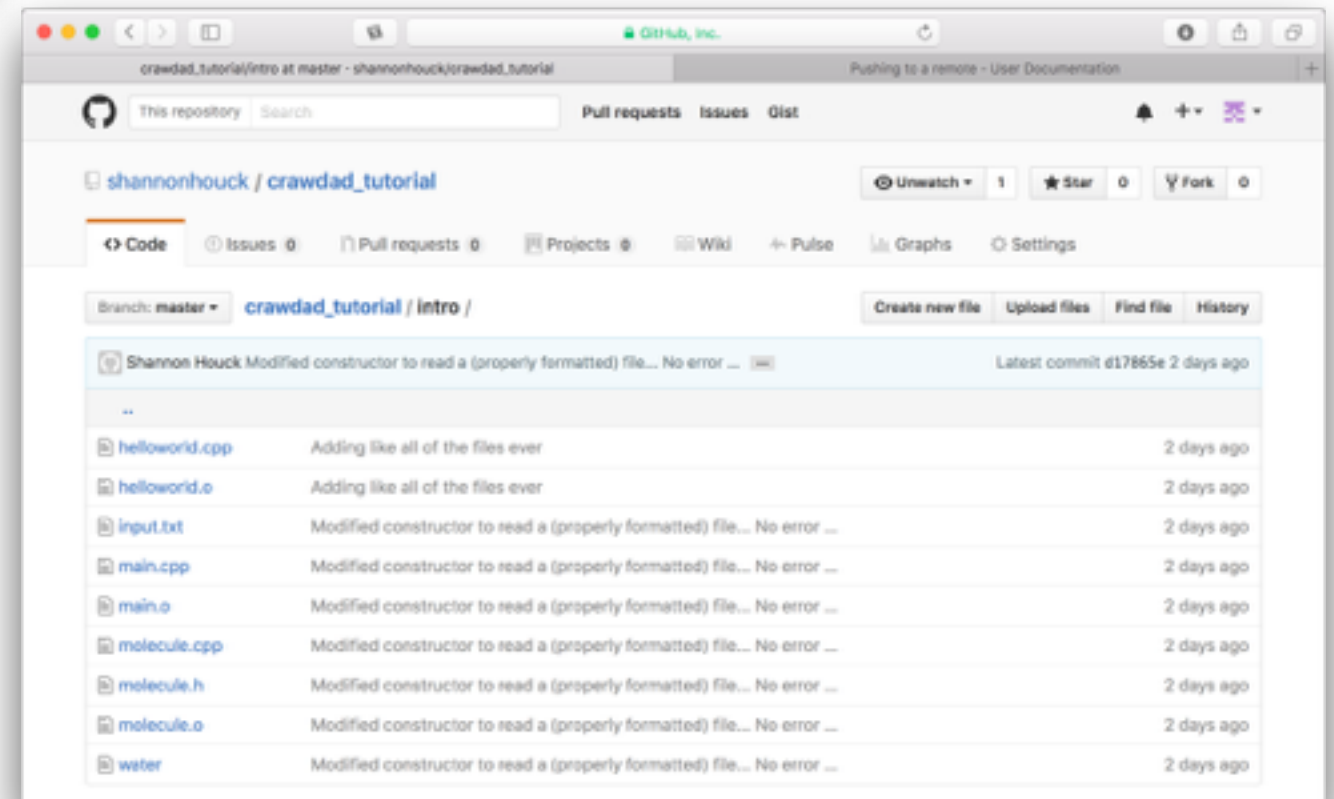 GitHub, Inc.
crawdad_tutorial/intro at master - shannonhouck/crawdad_tutorial
Pushing to a remote - User Documentation
This repository Search
Pull requests Issues Gist
shannonhouck / crawdad_tutorial
Unwatch 1 Star 0 Fork 0
<> Code Issues 0 Pull requests 0 Projects 0 Wiki Pulse Graphs Settings
Branch: master crawdad_tutorial / intro /
Create new file Upload files Find file History
Shannon Houck Modified constructor to read a (properly formatted) file... No error ... Latest commit d17865e 2 days ago
..
helloworld.cpp Adding like all of the files ever 2 days ago
helloworld.o Adding like all of the files ever 2 days ago
input.txt Modified constructor to read a (properly formatted) file... No error ... 2 days ago
main.cpp Modified constructor to read a (properly formatted) file... No error ... 2 days ago
main.o Modified constructor to read a (properly formatted) file... No error ... 2 days ago
molecule.cpp Modified constructor to read a (properly formatted) file... No error ... 2 days ago
molecule.h Modified constructor to read a (properly formatted) file... No error ... 2 days ago
molecule.o Modified constructor to read a (properly formatted) file... No error ... 2 days ago
water Modified constructor to read a (properly formatted) file... No error ... 2 days ago